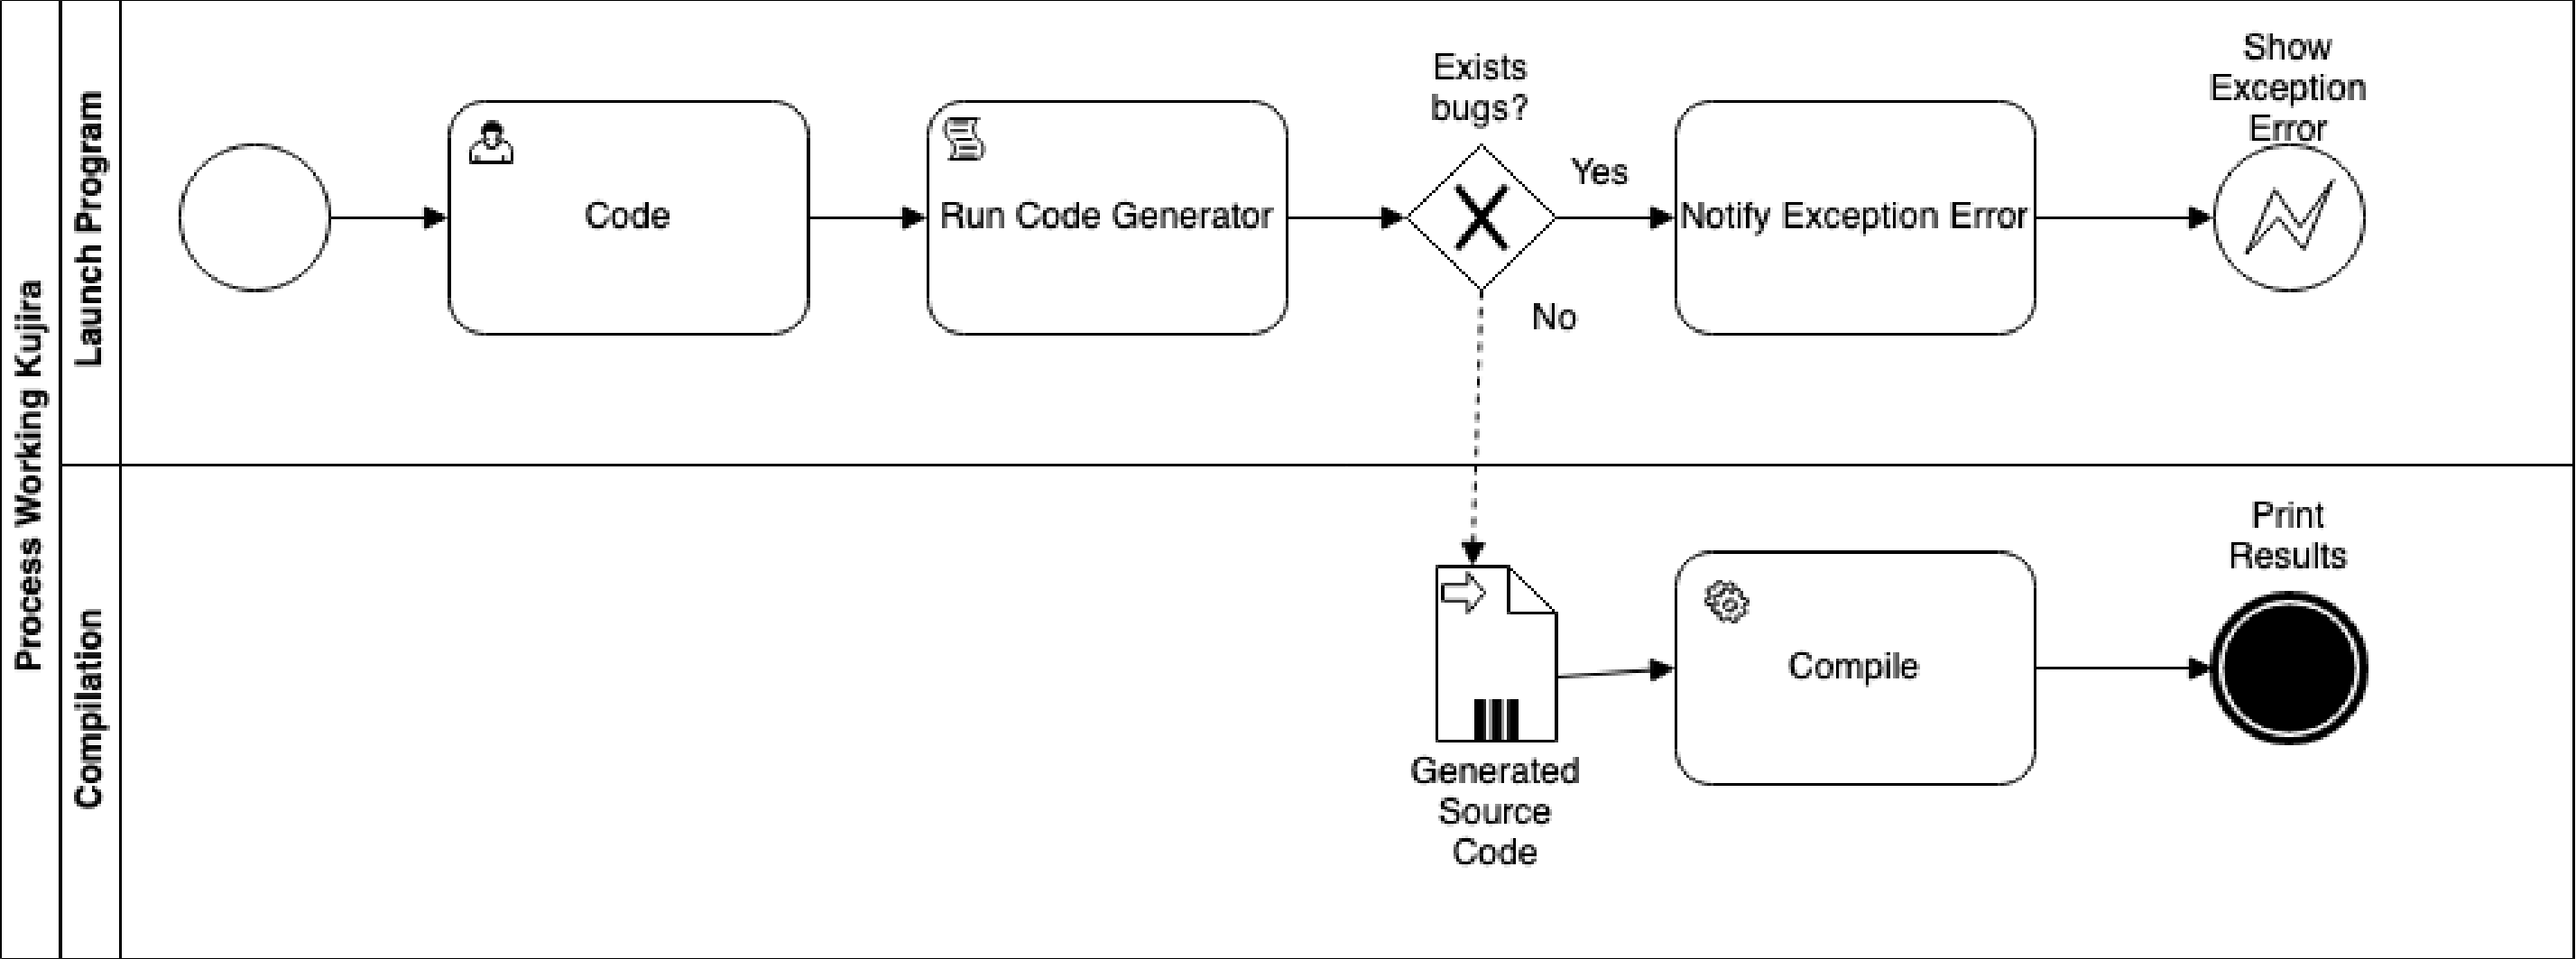 Process Working Kujira
Launch Program
Code
Run Code Generator
Exists
bugs?
Yes
No
Notify Exception Error
Show
Exception
Error
Compilation
Generated
Source
Code
Compile
Print
Results